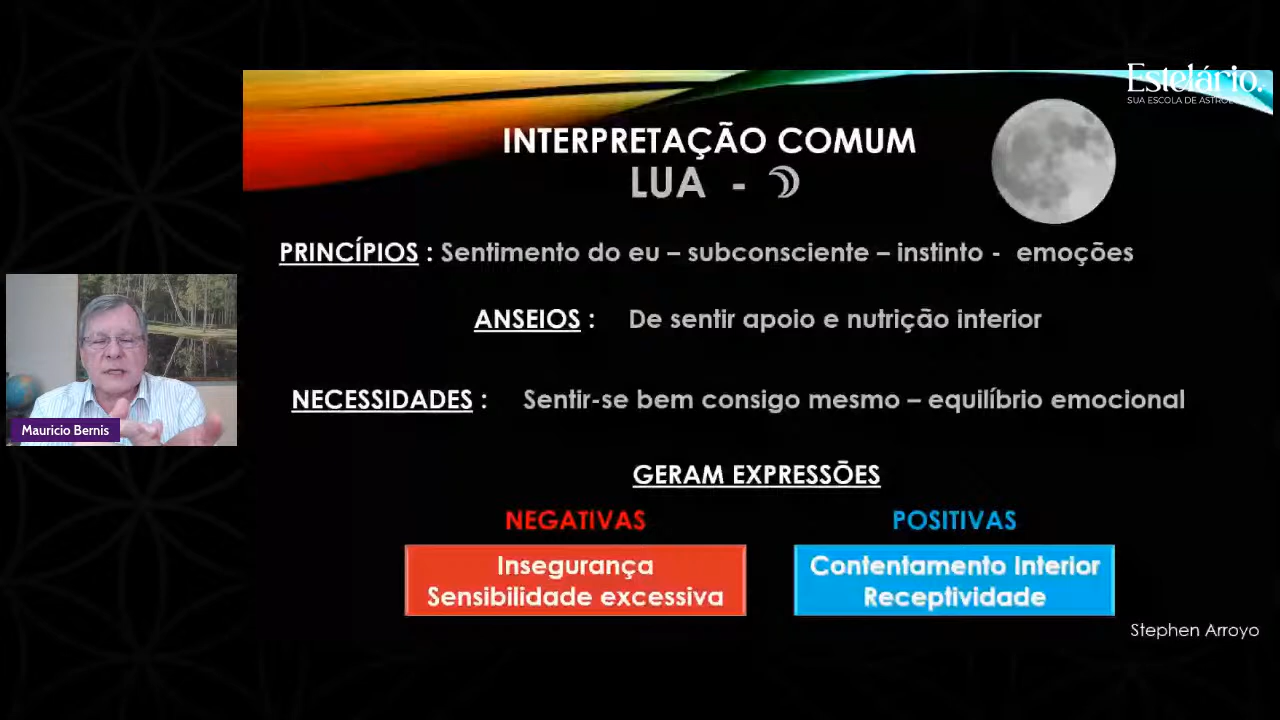 Estelário.
SUA ESCOLA DE ASTROLOGIA
INTERPRETAÇÃO COMUM
LUA - ☽
PRINCÍPIOS : Sentimento do eu – subconsciente – instinto - emoções
ANSEIOS : De sentir apoio e nutrição interior
NECESSIDADES : Sentir-se bem consigo mesmo – equilíbrio emocional
Mauricio Bernis
GERAM EXPRESSÕES
NEGATIVAS
Insegurança
Sensibilidade excessiva
POSITIVAS
Contentamento Interior
Receptividade
Stephen Arroyo